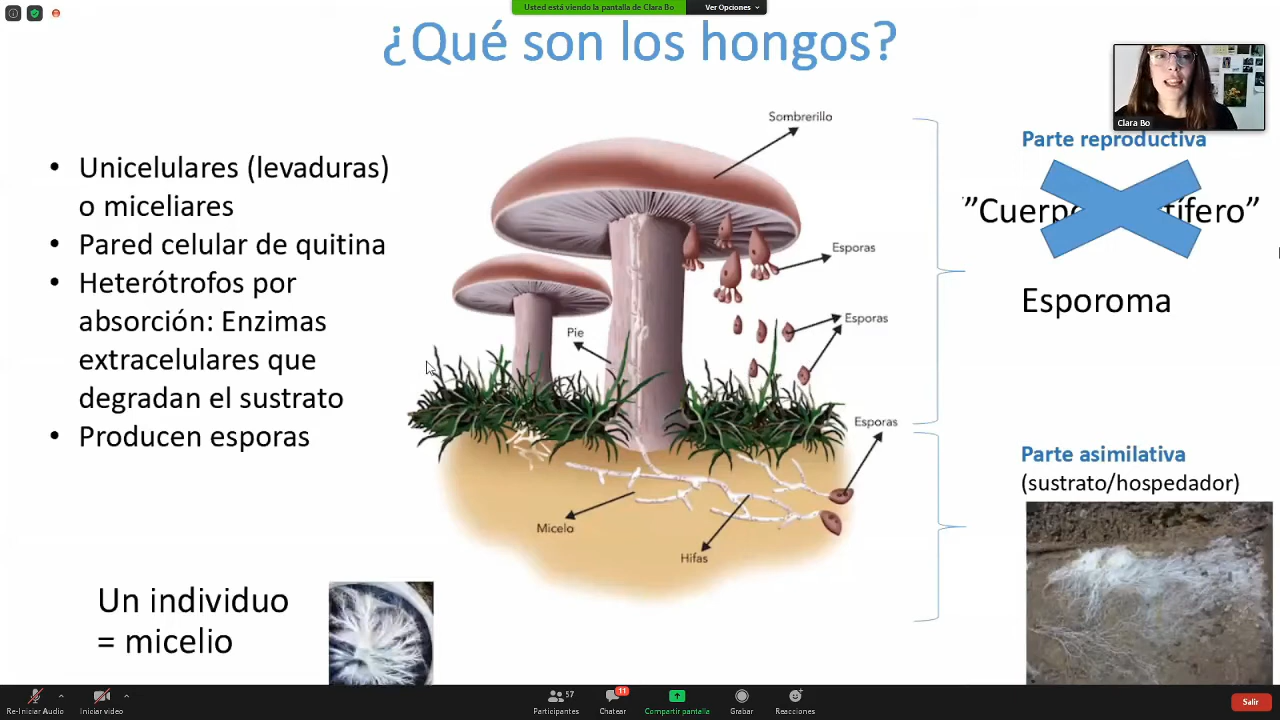 Usted está viendo la pantalla de Clara Bo
Ver Opciones
¿Qué son los hongos?
Clara Bo
• Unicelulares (levaduras)
o miceliares
• Pared celular de quitina
• Heterótrofos por
absorción: Enzimas
extracelulares que
degradan el sustrato
• Producen esporas
Un individuo
= micelio
Sombrerillo
Esporas
Esporas
Pie
Esporas
Micelo
Hifas
Parte reproductiva
Esporoma
Parte asimilativa
(sustrato/hospedador)
Re-Iniciar Audio
Iniciar video
57
Participantes
11
Chatear
Compartir pantalla
Grabar
Reacciones
Salir